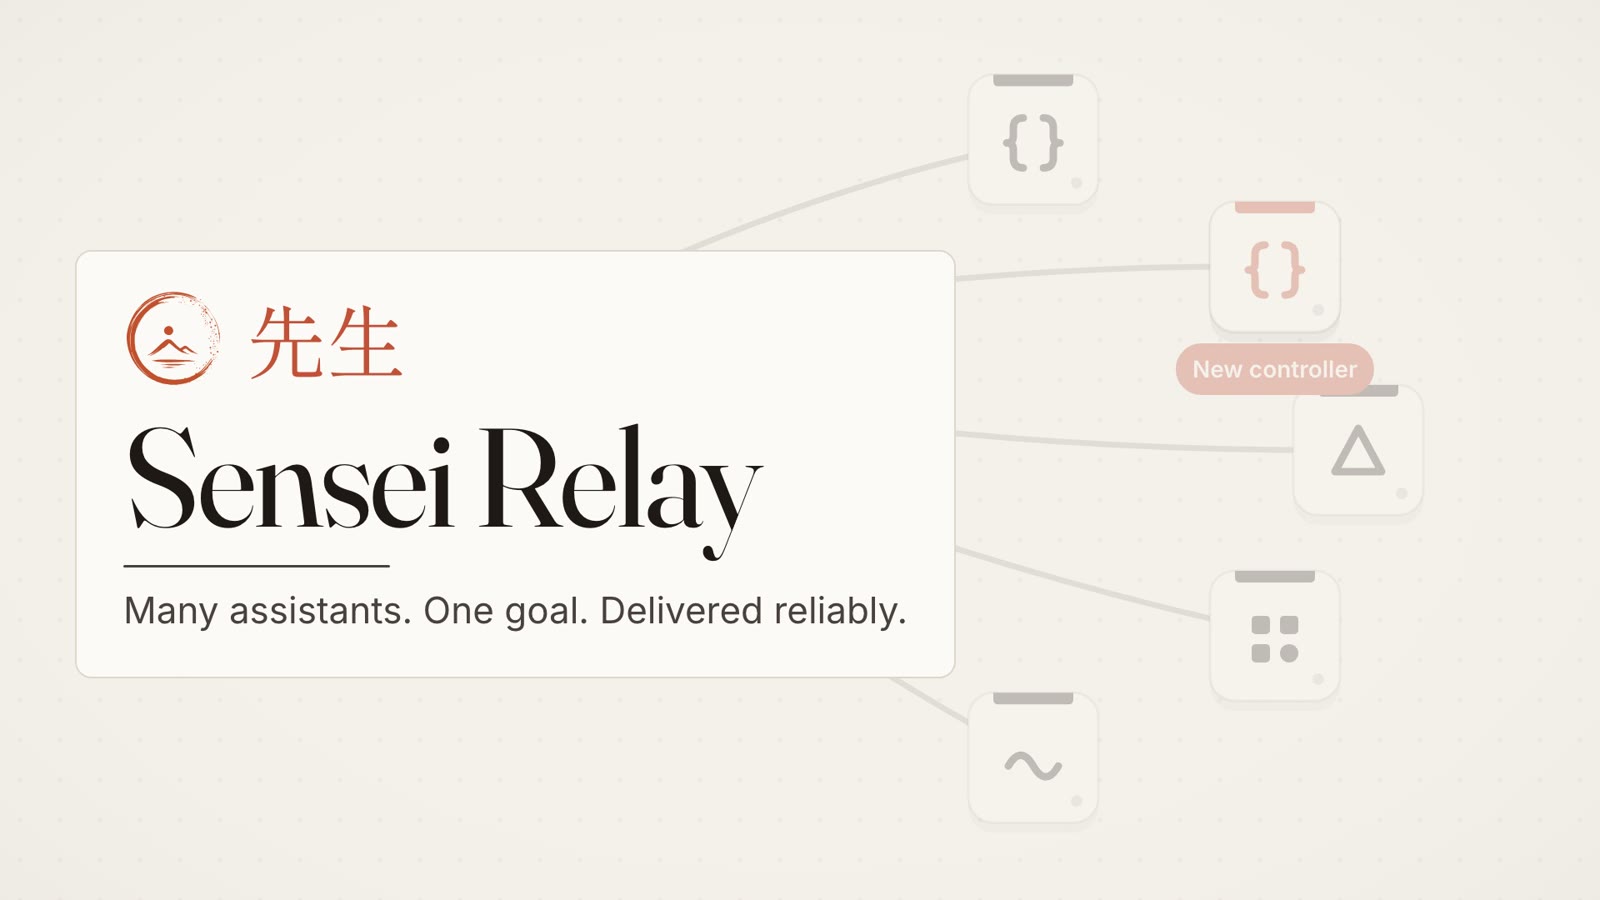 先生
Sensei Relay
Many assistants. One goal. Delivered reliably.
{}
{}
New controller